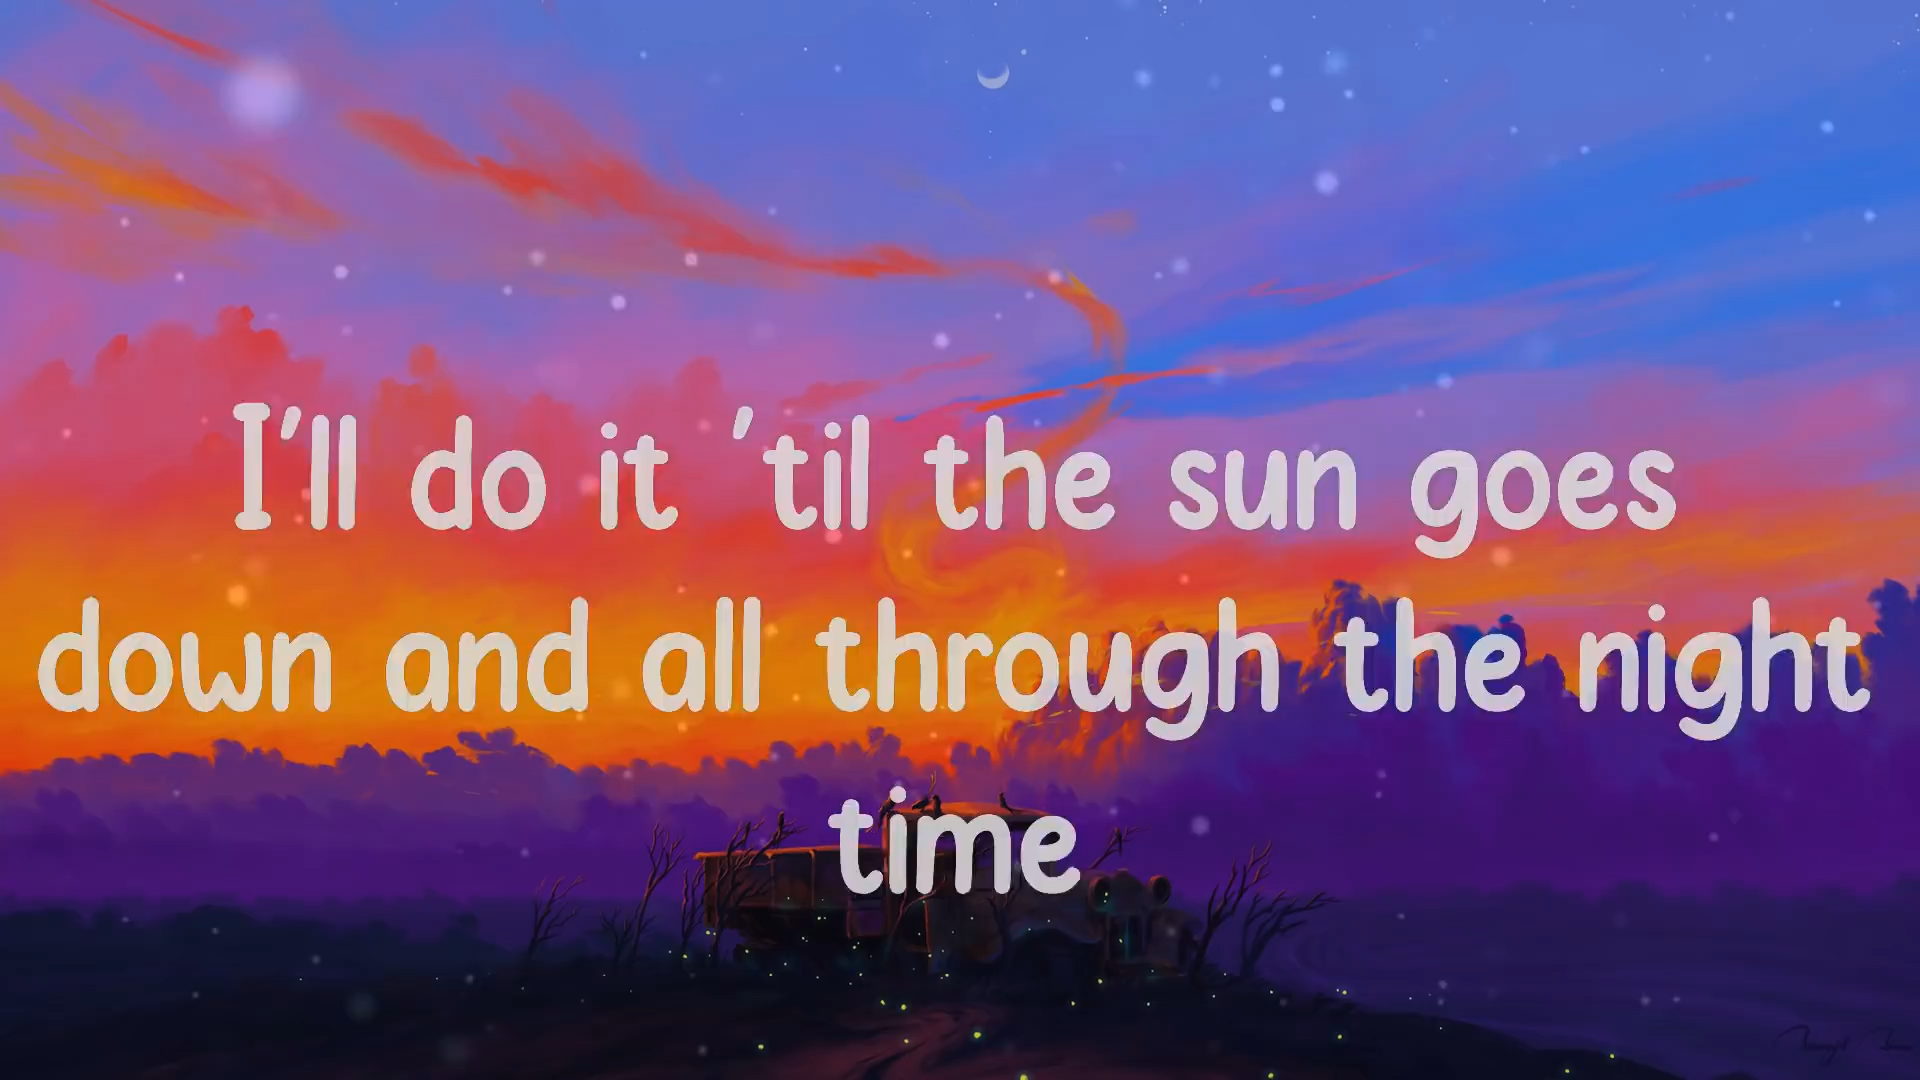 I'll do it 'til the sun goes
down and all through the night
time